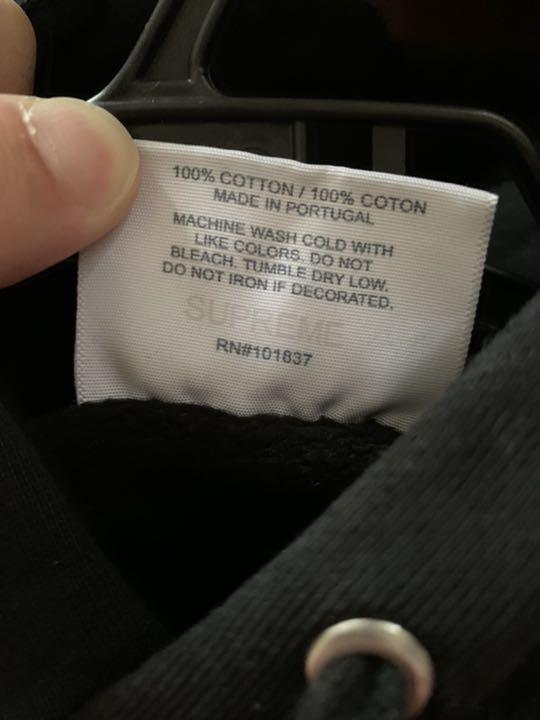 100% COTTON / 100% COTON
MADE IN PORTUGAL
MACHINE WASH COLD WITH
LIKE COLORS. DO NOT
BLEACH. TUMBLE DRY LOW.
DO NOT IRON IF DECORATED.
SUPREME
RN#101837